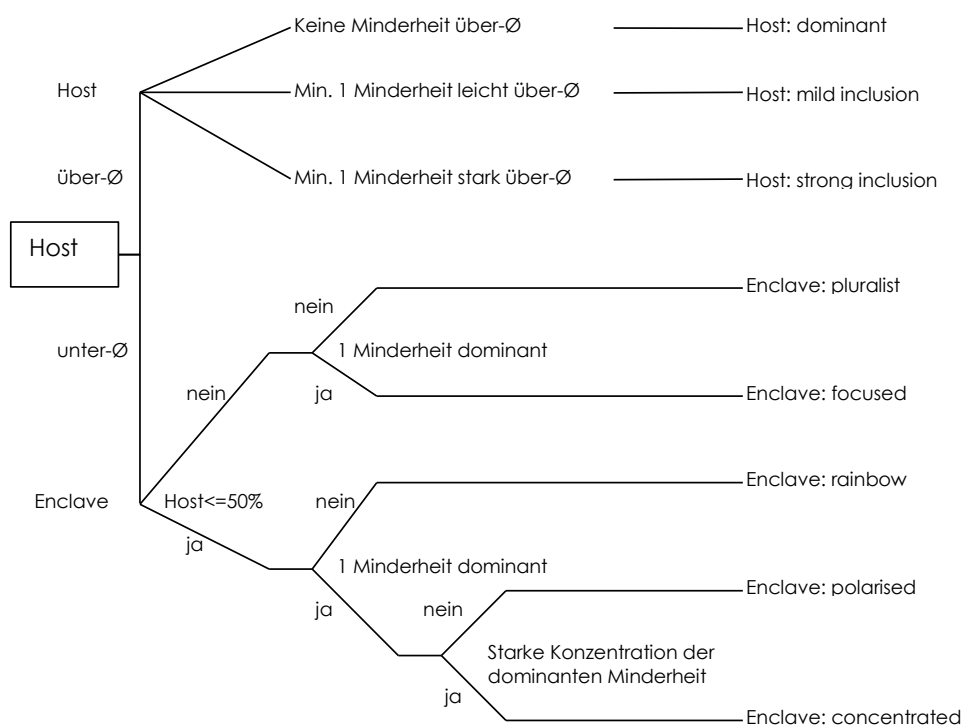 Keine Minderheit über-Ø
Host: dominant
Host
Min. 1 Minderheit leicht über-Ø
Host: mild inclusion
über-Ø
Min. 1 Minderheit stark über-Ø
Host: strong inclusion
Host
Enclave: pluralist
nein
unter-Ø
1 Minderheit dominant
nein
ja
Enclave: focused
Enclave: rainbow
Enclave
Host<=50%
nein
ja
1 Minderheit dominant
Enclave: polarised
ja
nein
Starke Konzentration der
dominanten Minderheit
ja
Enclave: concentrated